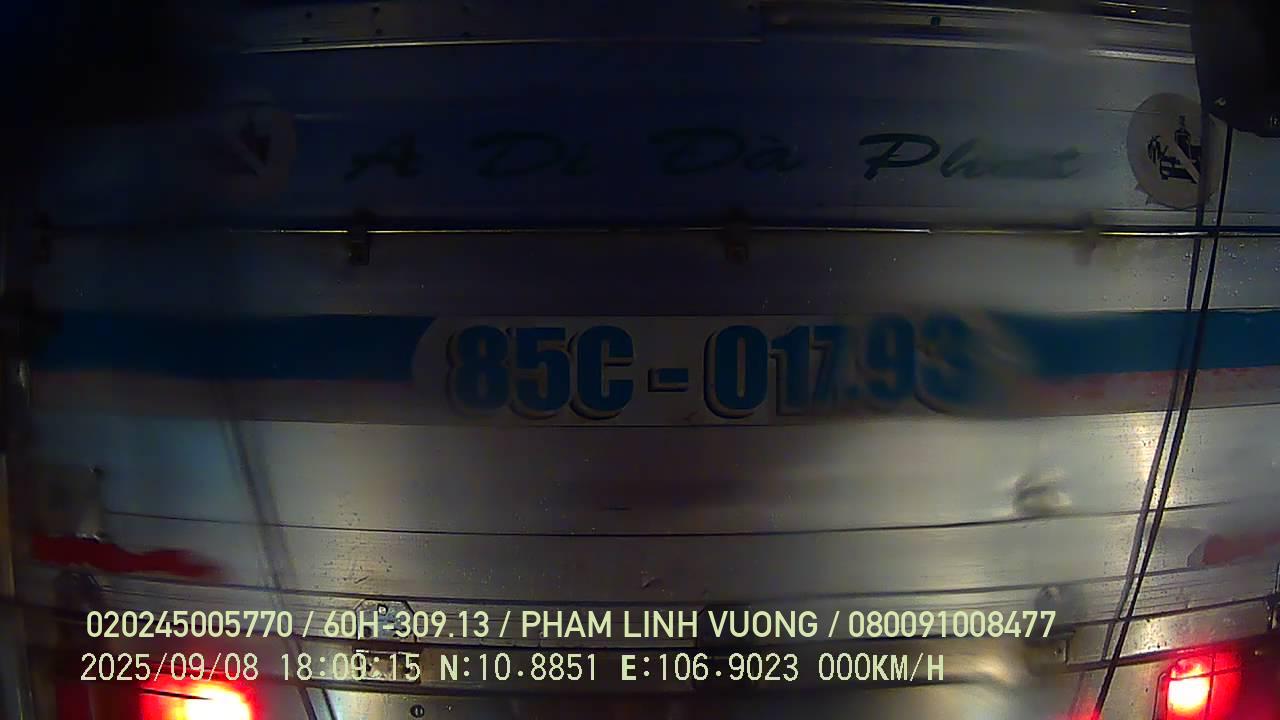 A Di Đà Phật
85C-017.93
020245005770 / 60H-309.13 / PHAM LINH VUONG / 080091008477
2025/09/08 18:09:15 N:10.8851 E:106.9023 000KM/H